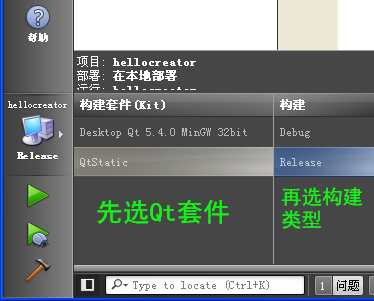 帮助
项目: hellocreator
部署: 在本地部署
运行: hellocreator
hellocreator
Release
构建套件(Kit) 构建
Desktop Qt 5.4.0 MinGW 32bit Debug
QtStatic Release
先选Qt套件
再选构建
类型
Type to locate (Ctrl+K)
1 问题